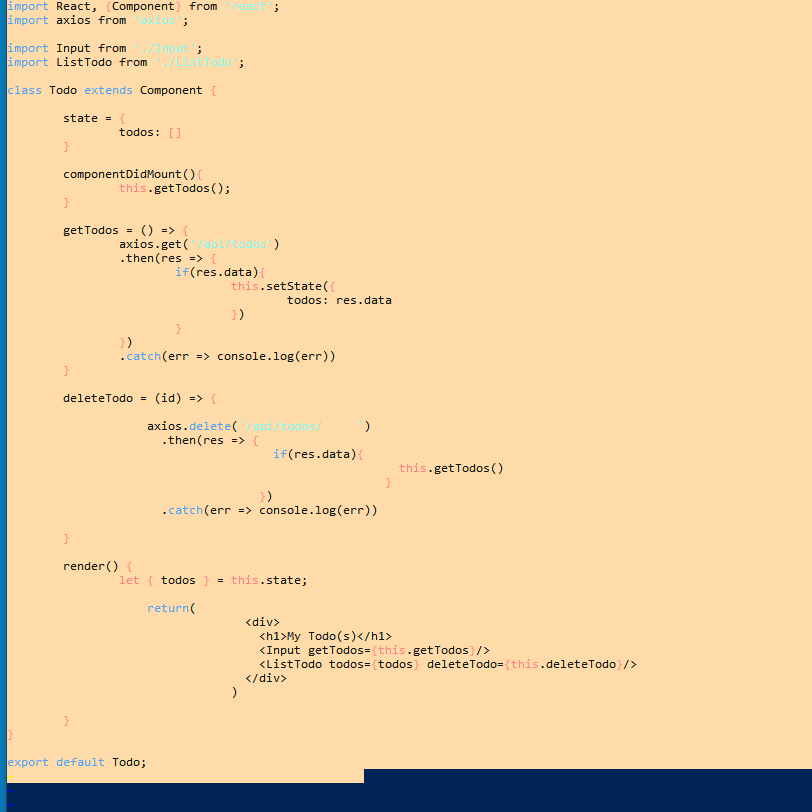 import React, {Component} from 'react';
import axios from 'axios';
import Input from './Input';
import ListTodo from './ListTodo';
class Todo extends Component {
state = {
todos: []
}
componentDidMount(){
this.getTodos();
}
getTodos = () => {
axios.get('/api/todos')
.then(res => {
if(res.data){
this.setState({
todos: res.data
})
}
})
.catch(err => console.log(err))
}
deleteTodo = (id) => {
axios.delete(`/api/todos/ `)
.then(res => {
if(res.data){
this.getTodos()
}
})
.catch(err => console.log(err))
}
render() {
let { todos } = this.state;
return(
<div>
<h1>My Todo(s)</h1>
<Input getTodos={this.getTodos}/>
<ListTodo todos={todos} deleteTodo={this.deleteTodo}/>
</div>
)
}
}
export default Todo;